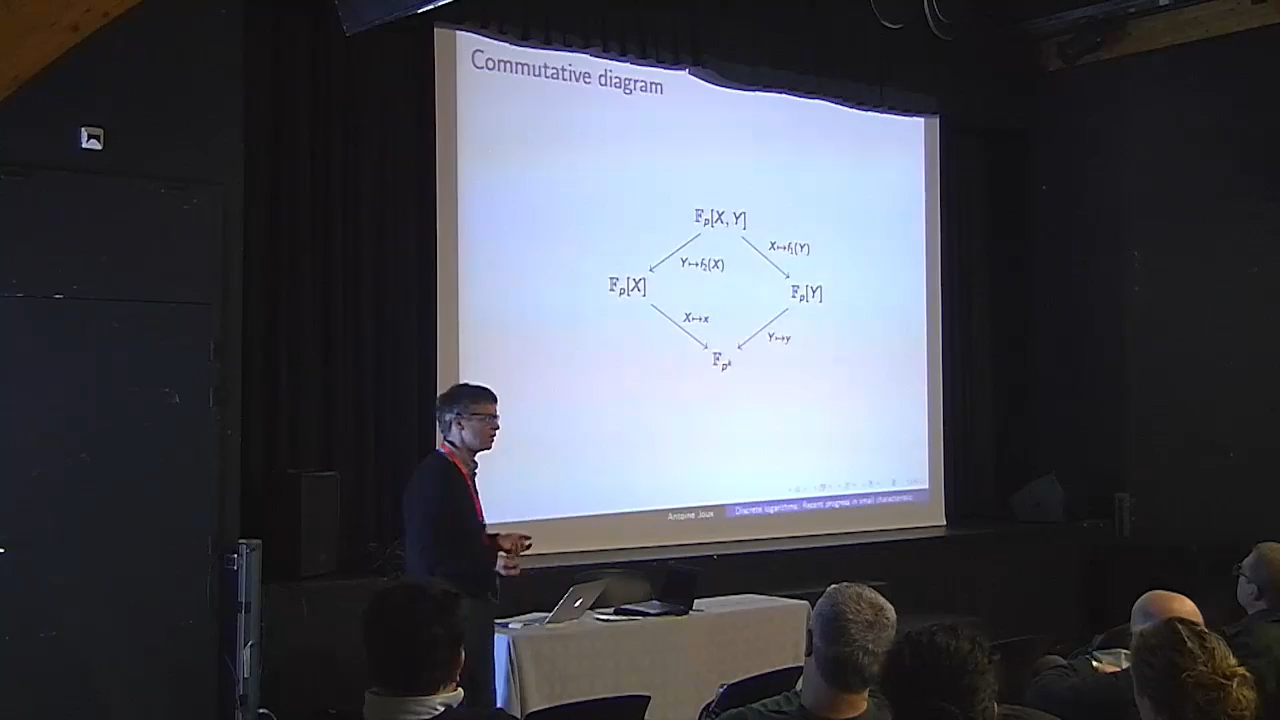 Commutative diagram
𝔽p[X, Y]
X↦f₁(Y)
Y↦f₂(X)
𝔽p[X]
𝔽p[Y]
X↦x
Y↦y
𝔽pᵏ
Antoine Joux
Discrete logarithms: Recent progress in small characteristic